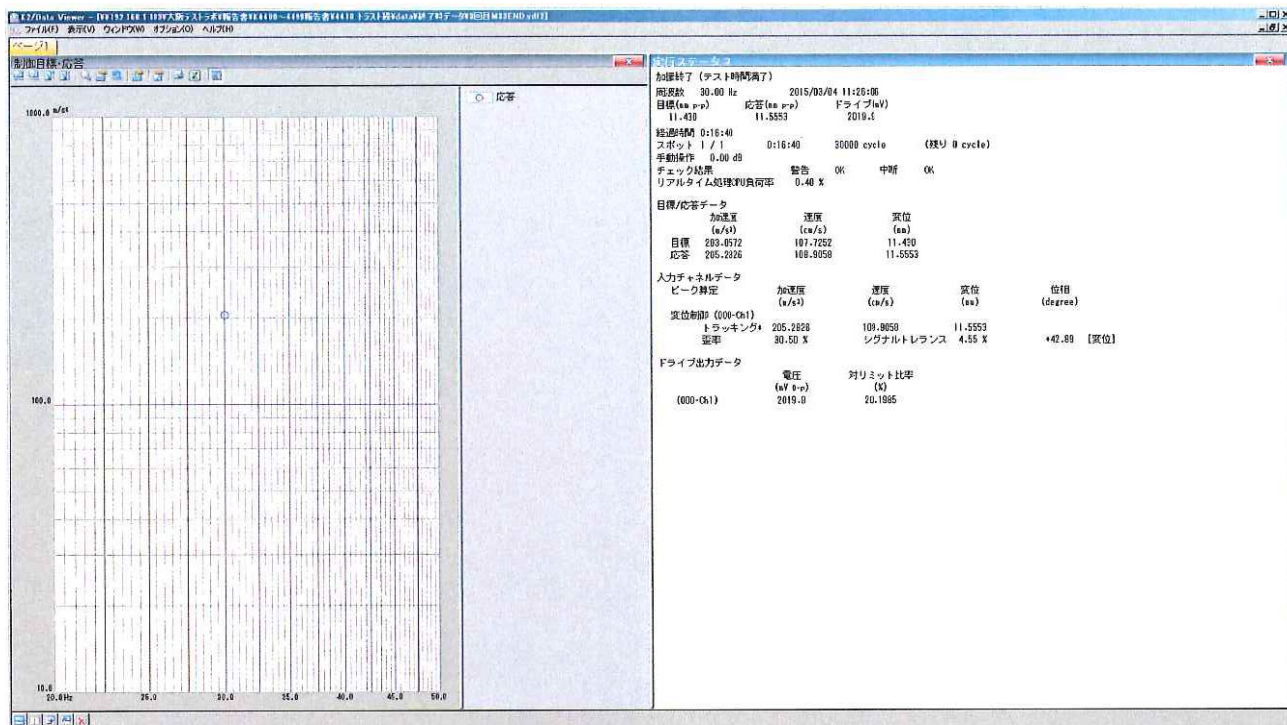 K2/Data Viewer
ファイル(F) 表示(V) ウィンドウ(W) オプション(O) ヘルプ(H)
ページ1
制御目標・応答
1000.0 m/s²
100.0
10.0
20.0Hz 25.0 30.0 35.0 40.0 45.0 50.0
応答
実行ステータス
加振終了 (テスト時間満了)
周波数 30.00 Hz 2015/03/04 11:26:06
目標(mm p-p) 応答(mm p-p) ドライブ(mV)
11.430 11.5553 2019.9
経過時間 0:16:40
スポット 1 / 1 0:16:40 30000 cycle (残り 0 cycle)
手動操作 0.00 dB
チェック結果 警告 OK 中断 OK
リアルタイム処理CPU負荷率 0.40 %
目標/応答データ
加速度 速度 変位
(m/s²) (cm/s) (mm)
目標 203.0572 107.7252 11.430
応答 205.2826 108.9058 11.5553
入力チャネルデータ
ピーク算定 加速度 速度 変位 位相
(m/s²) (cm/s) (mm) (degree)
変位制御 (000-Ch1)
トラッキング* 205.2826 108.9058 11.5553
歪率 30.50 % シグナルトレランス 4.55 % +42.89 [変位]
ドライブ出力データ
電圧 対リミット比率
(mV 0-p) (%)
(000-Ch1) 2019.9 20.1985